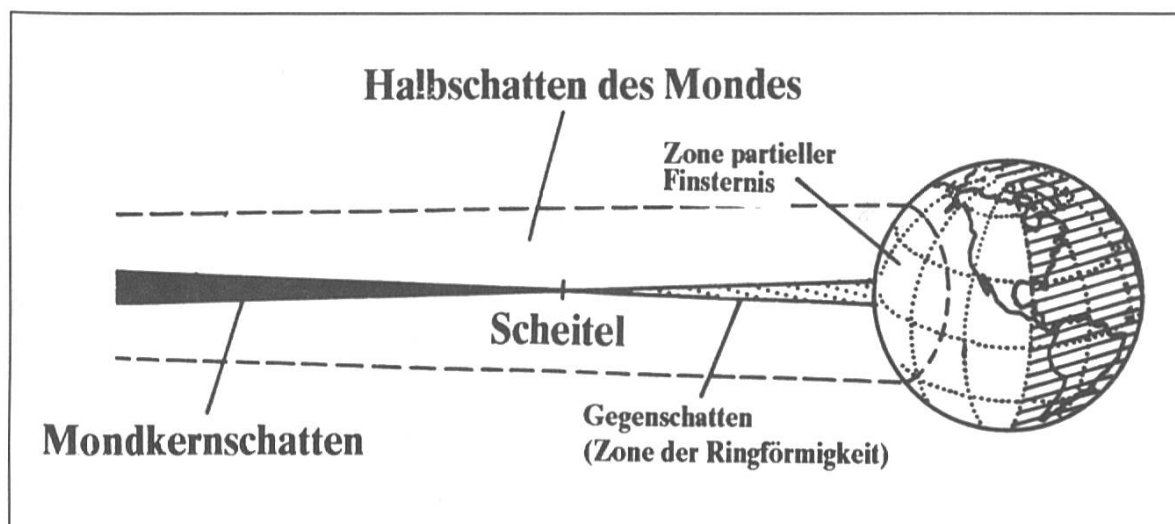 Halbschatten des Mondes
Zone partieller
Finsternis
Scheitel
Mondkernschatten
Gegenschatten
(Zone der Ringförmigkeit)